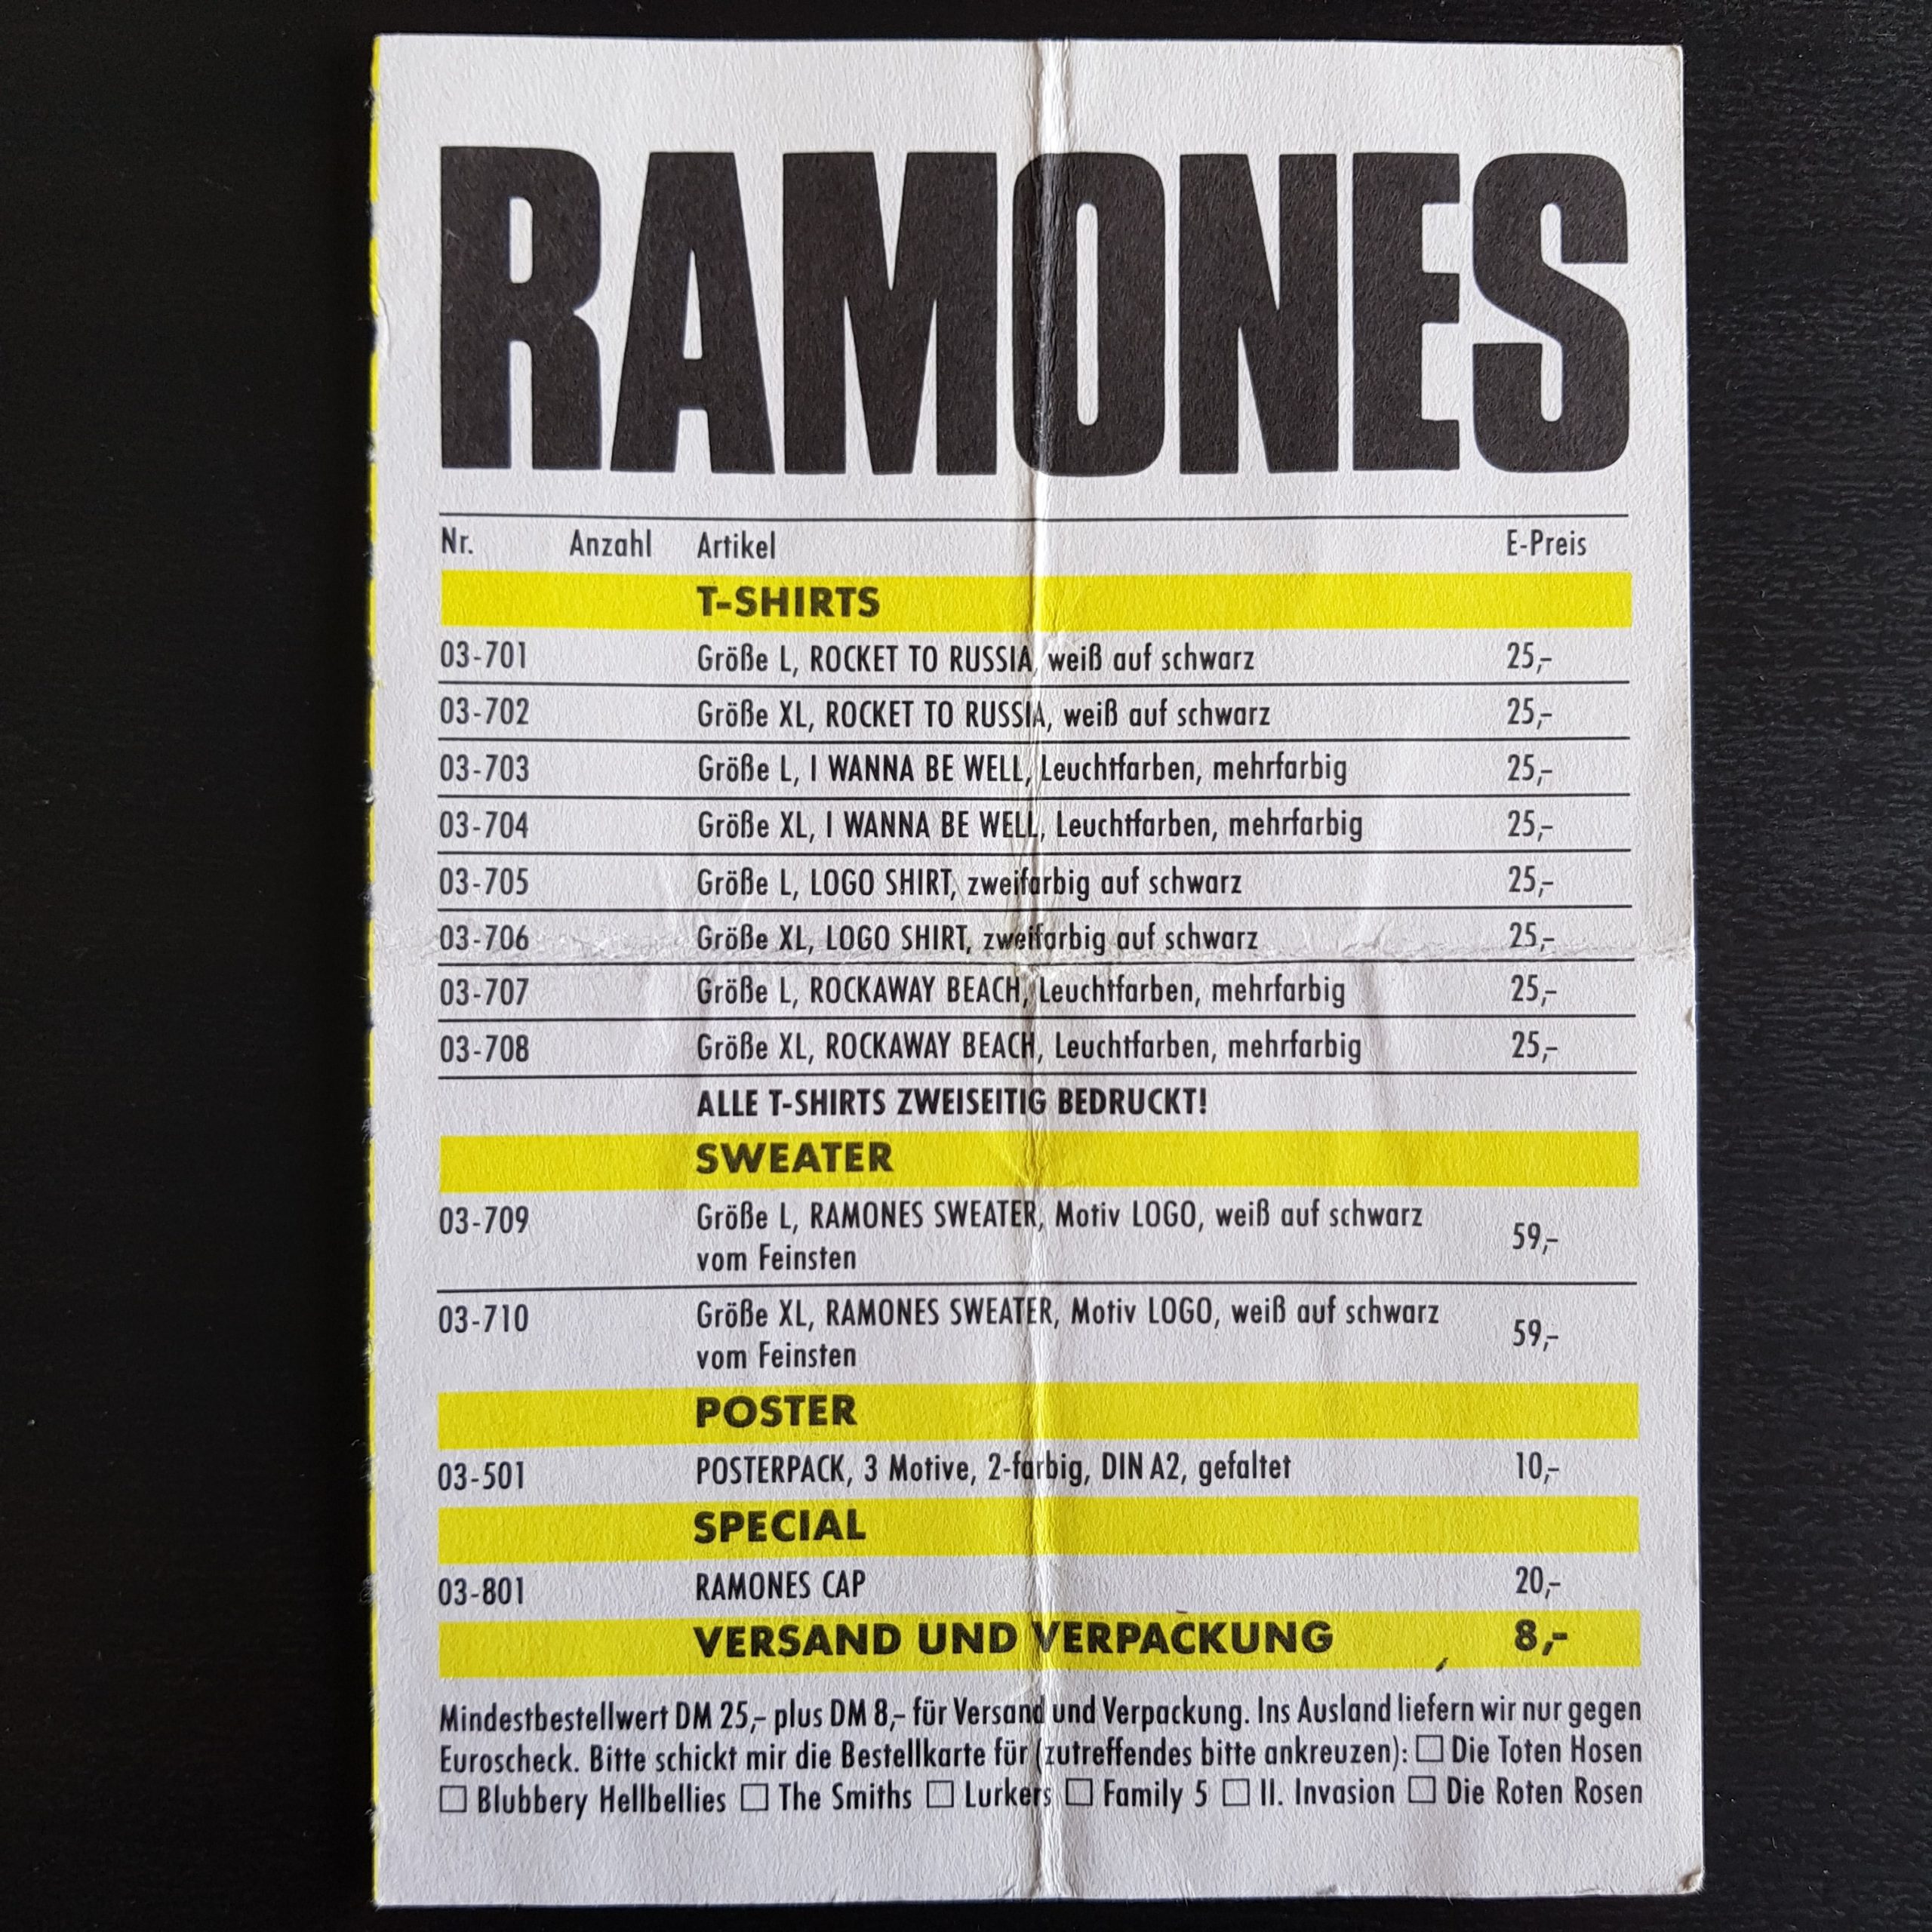 RAMONES
Nr. Anzahl Artikel E-Preis
T-SHIRTS
03-701 Größe L, ROCKET TO RUSSIA, weiß auf schwarz 25,-
03-702 Größe XL, ROCKET TO RUSSIA, weiß auf schwarz 25,-
03-703 Größe L, I WANNA BE WELL, Leuchtfarben, mehrfarbig 25,-
03-704 Größe XL, I WANNA BE WELL, Leuchtfarben, mehrfarbig 25,-
03-705 Größe L, LOGO SHIRT, zweifarbig auf schwarz 25,-
03-706 Größe XL, LOGO SHIRT, zweifarbig auf schwarz 25,-
03-707 Größe L, ROCKAWAY BEACH, Leuchtfarben, mehrfarbig 25,-
03-708 Größe XL, ROCKAWAY BEACH, Leuchtfarben, mehrfarbig 25,-
ALLE T-SHIRTS ZWEISEITIG BEDRUCKT!
SWEATER
03-709 Größe L, RAMONES SWEATER, Motiv LOGO, weiß auf schwarz
vom Feinsten 59,-
03-710 Größe XL, RAMONES SWEATER, Motiv LOGO, weiß auf schwarz
vom Feinsten 59,-
POSTER
03-501 POSTERPACK, 3 Motive, 2-farbig, DIN A2, gefaltet 10,-
SPECIAL
03-801 RAMONES CAP 20,-
VERSAND UND VERPACKUNG 8,-
Mindestbestellwert DM 25,- plus DM 8,- für Versand und Verpackung. Ins Ausland liefern wir nur gegen
Euroscheck. Bitte schickt mir die Bestellkarte für (zutreffendes bitte ankreuzen): ☐ Die Toten Hosen
☐ Blubbery Hellbellies ☐ The Smiths ☐ Lurkers ☐ Family 5 ☐ II. Invasion ☐ Die Roten Rosen